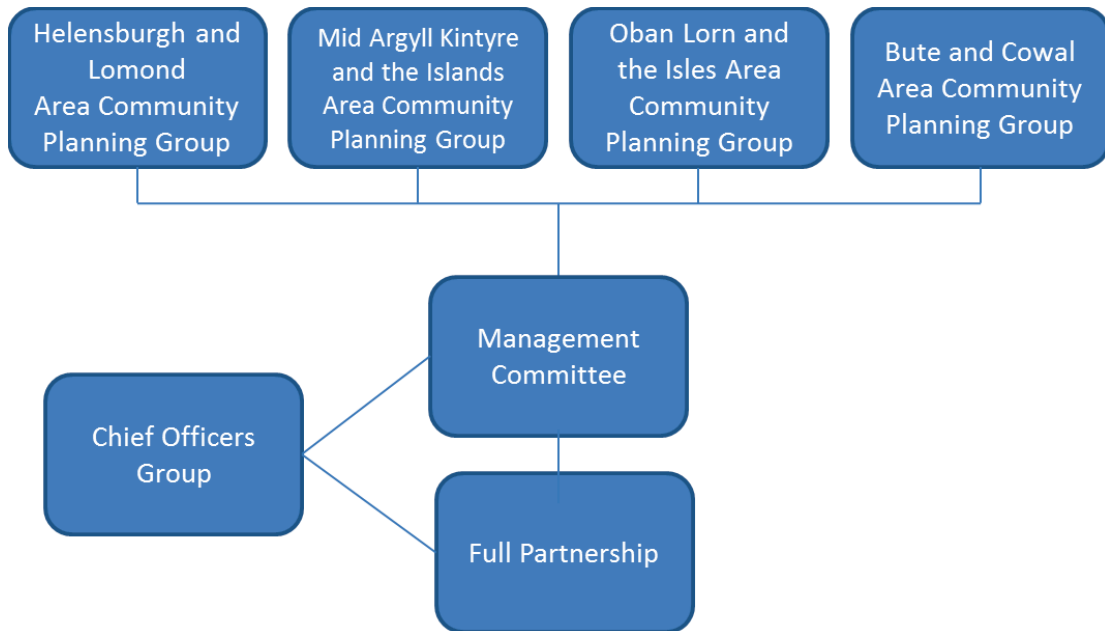 Helensburgh and
Lomond
Area Community
Planning Group
Mid Argyll Kintyre
and the Islands
Area Community
Planning Group
Oban Lorn and
the Isles Area
Community
Planning Group
Bute and Cowal
Area Community
Planning Group
Management
Committee
Chief Officers
Group
Full Partnership